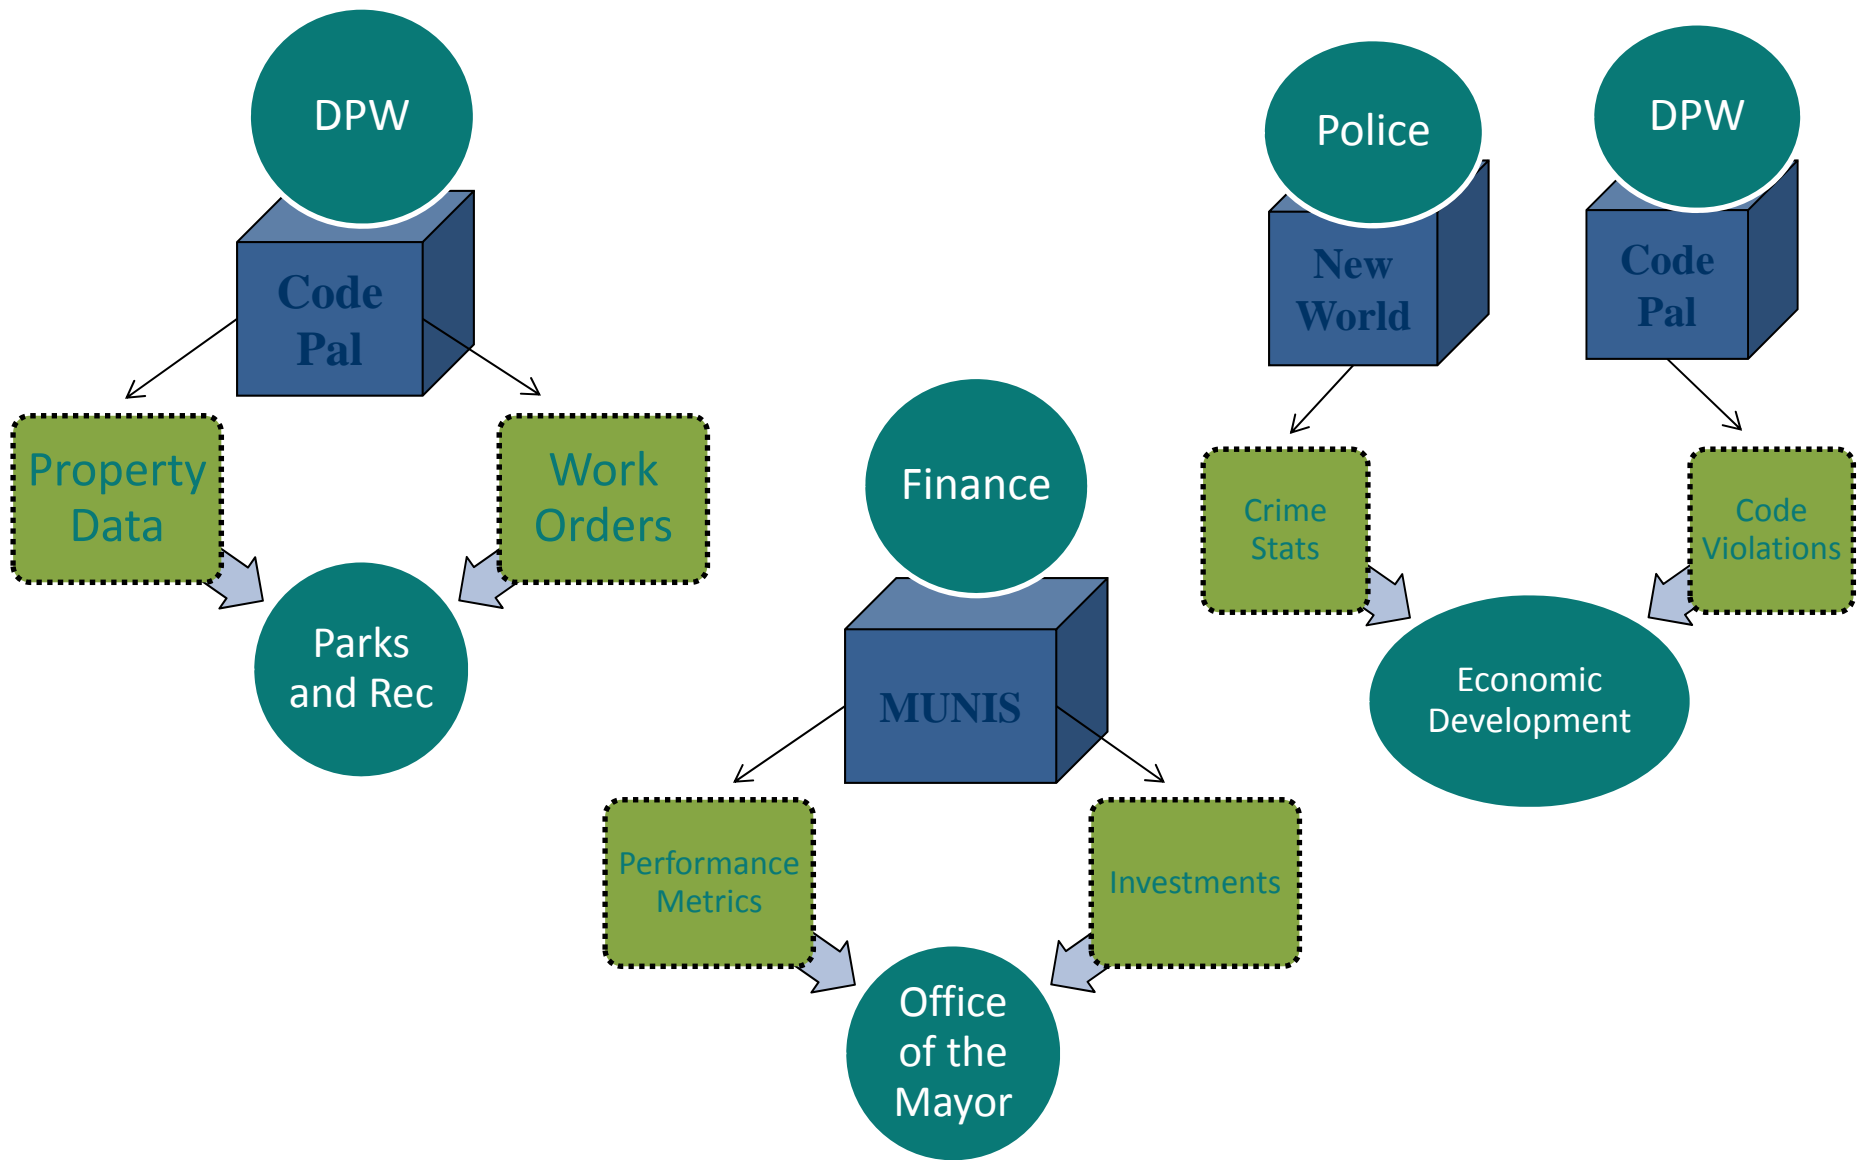 DPW
Code
Pal
Property
Data
Work
Orders
Parks
and Rec
Finance
MUNIS
Performance
Metrics
Investments
Office
of the
Mayor
Police
New
World
DPW
Code
Pal
Crime
Stats
Code
Violations
Economic
Development